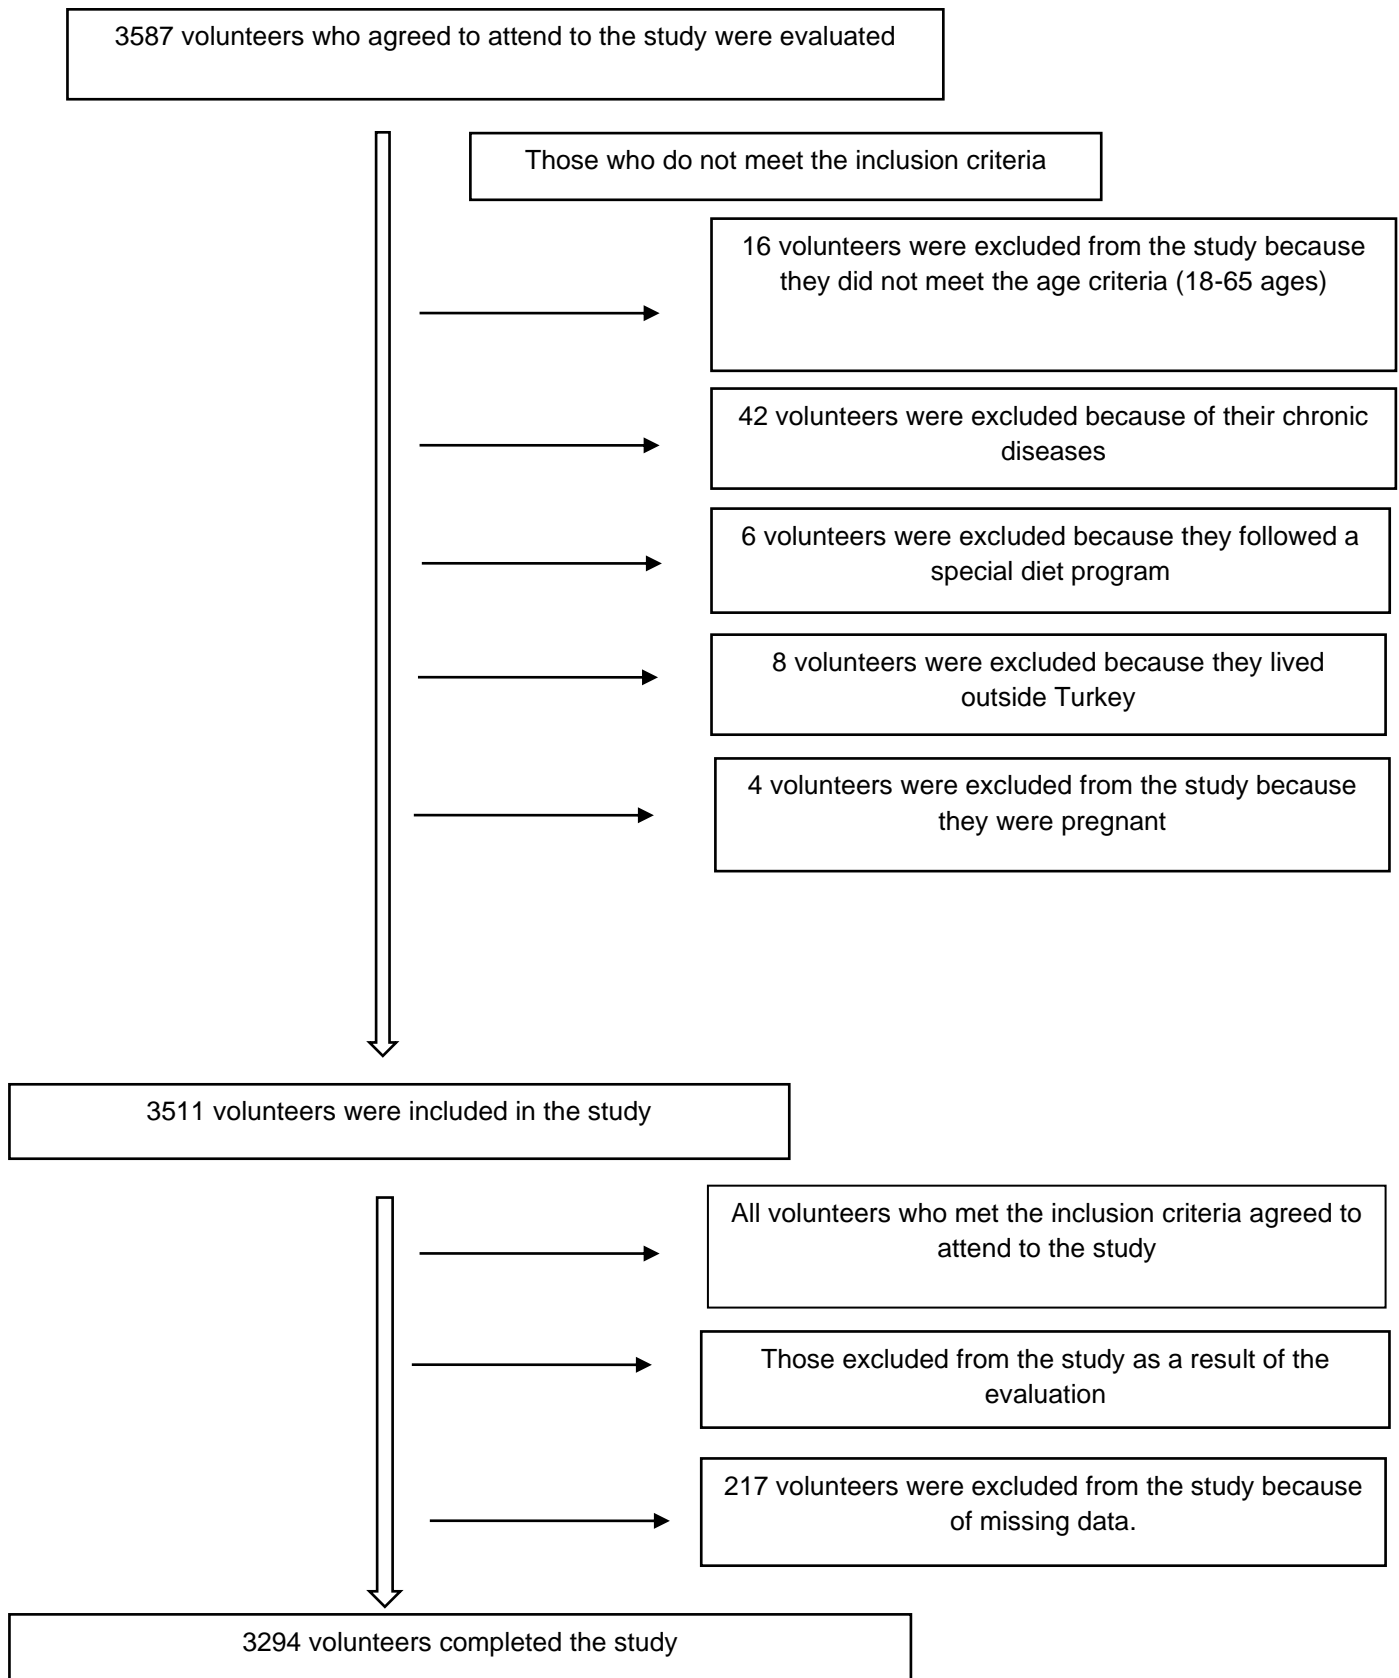 3587 volunteers who agreed to attend to the study were evaluated
Those who do not meet the inclusion criteria
16 volunteers were excluded from the study because
they did not meet the age criteria (18-65 ages)
42 volunteers were excluded because of their chronic
diseases
6 volunteers were excluded because they followed a
special diet program
8 volunteers were excluded because they lived
outside Turkey
4 volunteers were excluded from the study because
they were pregnant
3511 volunteers were included in the study
All volunteers who met the inclusion criteria agreed to
attend to the study
Those excluded from the study as a result of the
evaluation
217 volunteers were excluded from the study because
of missing data.
3294 volunteers completed the study